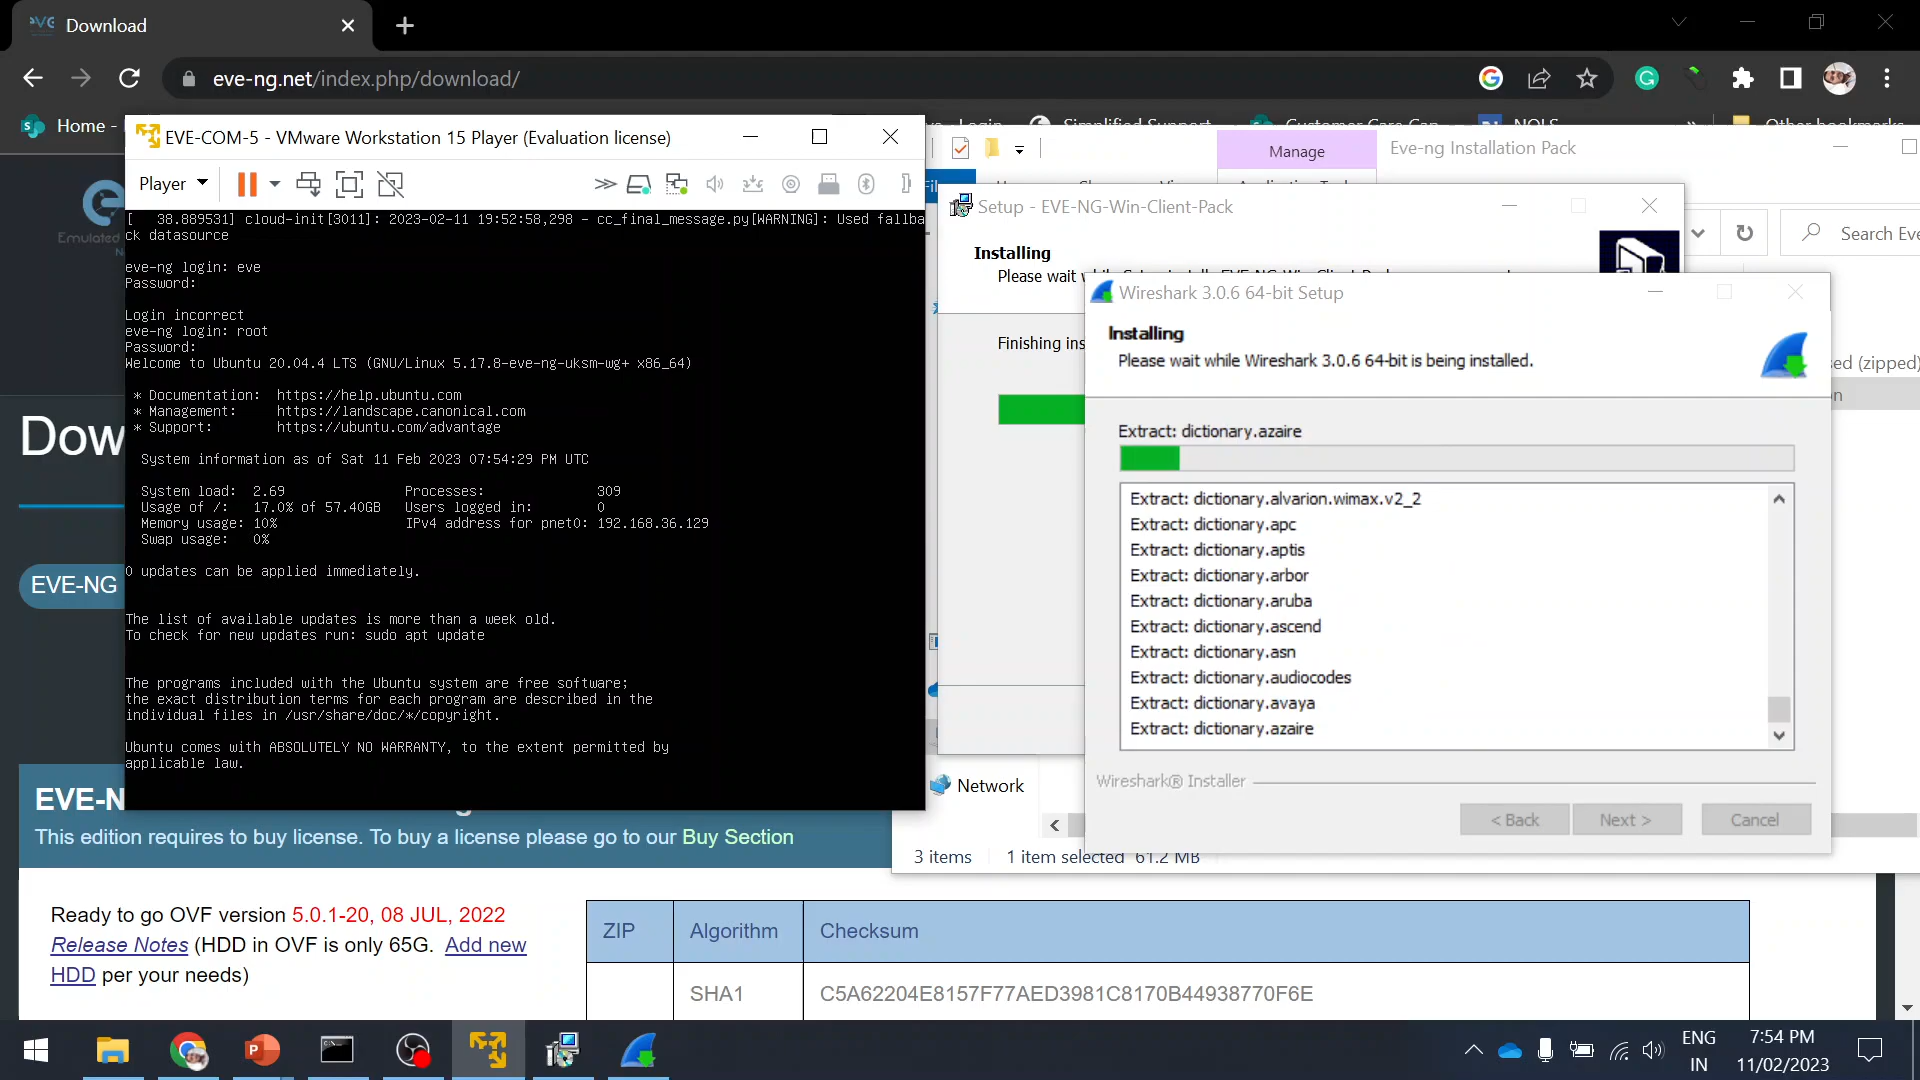 Download
eve-ng.net/index.php/download/
Home -
Simplified Support
Customer Care Cap
NOLS
Other bookmarks
EVE-COM-5 - VMware Workstation 15 Player (Evaluation license)
Player
[   38.889531] cloud-init[3011]: 2023-02-11 19:52:58,298 - cc_final_message.py[WARNING]: Used fallba
ck datasource
eve-ng login: eve
Password:
Login incorrect
eve-ng login: root
Password:
Welcome to Ubuntu 20.04.4 LTS (GNU/Linux 5.17.8-eve-ng-uksm-wg+ x86_64)
* Documentation:  https://help.ubuntu.com
* Management:     https://landscape.canonical.com
* Support:        https://ubuntu.com/advantage
System information as of Sat 11 Feb 2023 07:54:29 PM UTC
System load:  2.69               Processes:              309
Usage of /:   17.0% of 57.40GB   Users logged in:        0
Memory usage: 10%                IPv4 address for pnet0: 192.168.36.129
Swap usage:   0%
0 updates can be applied immediately.
The list of available updates is more than a week old.
To check for new updates run: sudo apt update
The programs included with the Ubuntu system are free software;
the exact distribution terms for each program are described in the
individual files in /usr/share/doc/*/copyright.
Ubuntu comes with ABSOLUTELY NO WARRANTY, to the extent permitted by
applicable law.
Manage
Eve-ng Installation Pack
Setup - EVE-NG-Win-Client-Pack
Search Eve
Installing
Please wait
Finishing ins
sed (zipped)
Wireshark 3.0.6 64-bit Setup
Installing
Please wait while Wireshark 3.0.6 64-bit is being installed.
Extract: dictionary.azaire
Extract: dictionary.alvarion.wimax.v2_2
Extract: dictionary.apc
Extract: dictionary.aptis
Extract: dictionary.arbor
Extract: dictionary.aruba
Extract: dictionary.ascend
Extract: dictionary.asn
Extract: dictionary.audiocodes
Extract: dictionary.avaya
Extract: dictionary.azaire
Wireshark® Installer
< Back
Next >
Cancel
Network
3 items
1 item selected 61.2 MB
Emulated
Dow
EVE-NG
EVE-N
This edition requires to buy license. To buy a license please go to our Buy Section
Ready to go OVF version 5.0.1-20, 08 JUL, 2022
Release Notes (HDD in OVF is only 65G. Add new
HDD per your needs)
ZIP
Algorithm
Checksum
SHA1
C5A62204E8157F77AED3981C8170B44938770F6E
ENG
IN
7:54 PM
11/02/2023